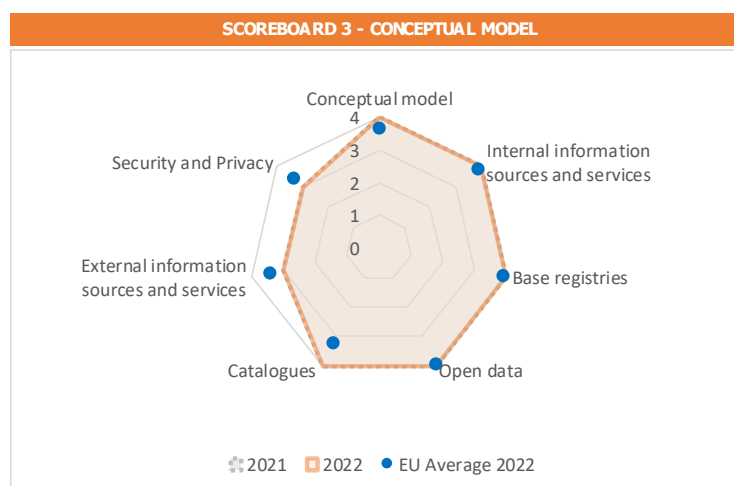 SCOREBOARD 3 - CONCEPTUAL MODEL
Conceptual model
4
3
2
1
0
Internal information
sources and services
Base registries
Open data
Catalogues
External information
sources and services
Security and Privacy
2021
2022
EU Average 2022